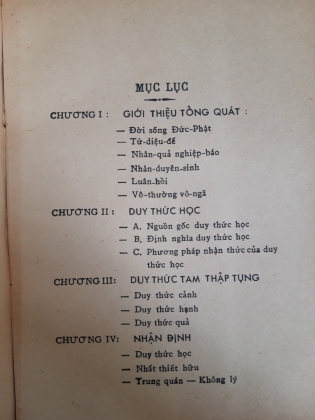 MỤC LỤC
CHƯƠNG I : GIỚI THIỆU TỒNG QUÁT :
— Đời sống Đức-Phật
— Tứ-diệu-đế
— Nhân-quả nghiệp-báo
— Nhân-duyên-sinh
— Luân-hồi
— Vô-thường vô-ngã
CHƯƠNG II : DUY THỨC HỌC
— A. Nguồn gốc duy thức học
— B. Định nghĩa duy thức học
— C. Phương pháp nhận thức của duy
thức học
CHƯƠNG III: DUY THỨC TAM THẬP TỤNG
— Duy thức cảnh
— Duy thức hạnh
— Duy thức quả
CHƯƠNG IV: NHẬN ĐỊNH
— Duy thức học
— Nhất thiết hữu
— Trung quán — Không lý